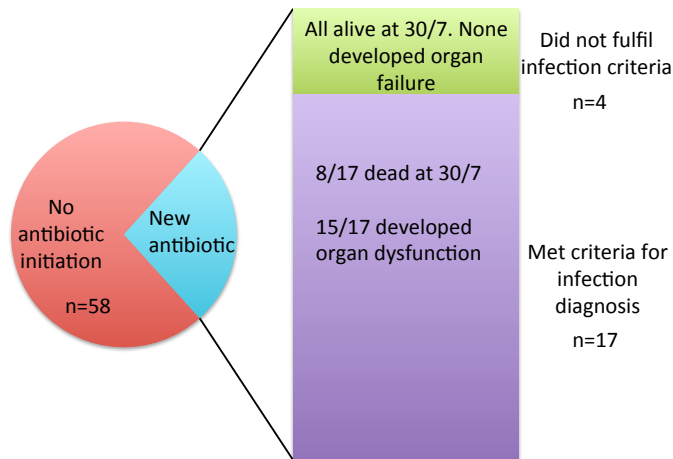 No
antibiotic
initiation
n=58
New
antibiotic
All alive at 30/7. None
developed organ
failure
8/17 dead at 30/7
15/17 developed
organ dysfunction
Did not fulfil
infection criteria
n=4
Met criteria for
infection
diagnosis
n=17